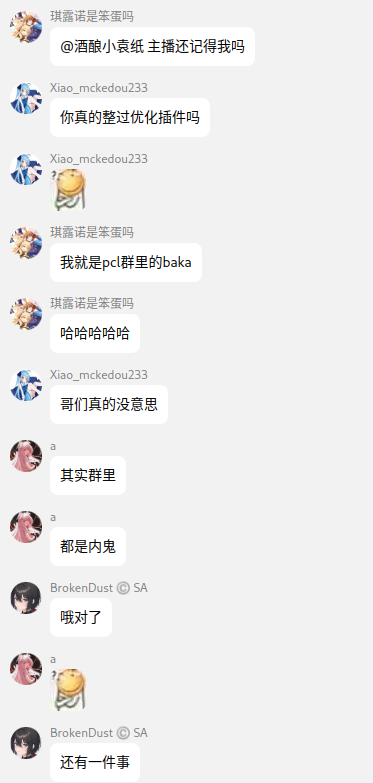 琪露诺是笨蛋吗
@酒酿小袁纸 主播还记得我吗
Xiao_mckedou233
你真的整过优化插件吗
Xiao_mckedou233
琪露诺是笨蛋吗
我就是pcl群里的baka
琪露诺是笨蛋吗
哈哈哈哈哈
Xiao_mckedou233
哥们真的没意思
a
其实群里
a
都是内鬼
BrokenDust Ⓒ SA
哦对了
a
BrokenDust Ⓒ SA
还有一件事